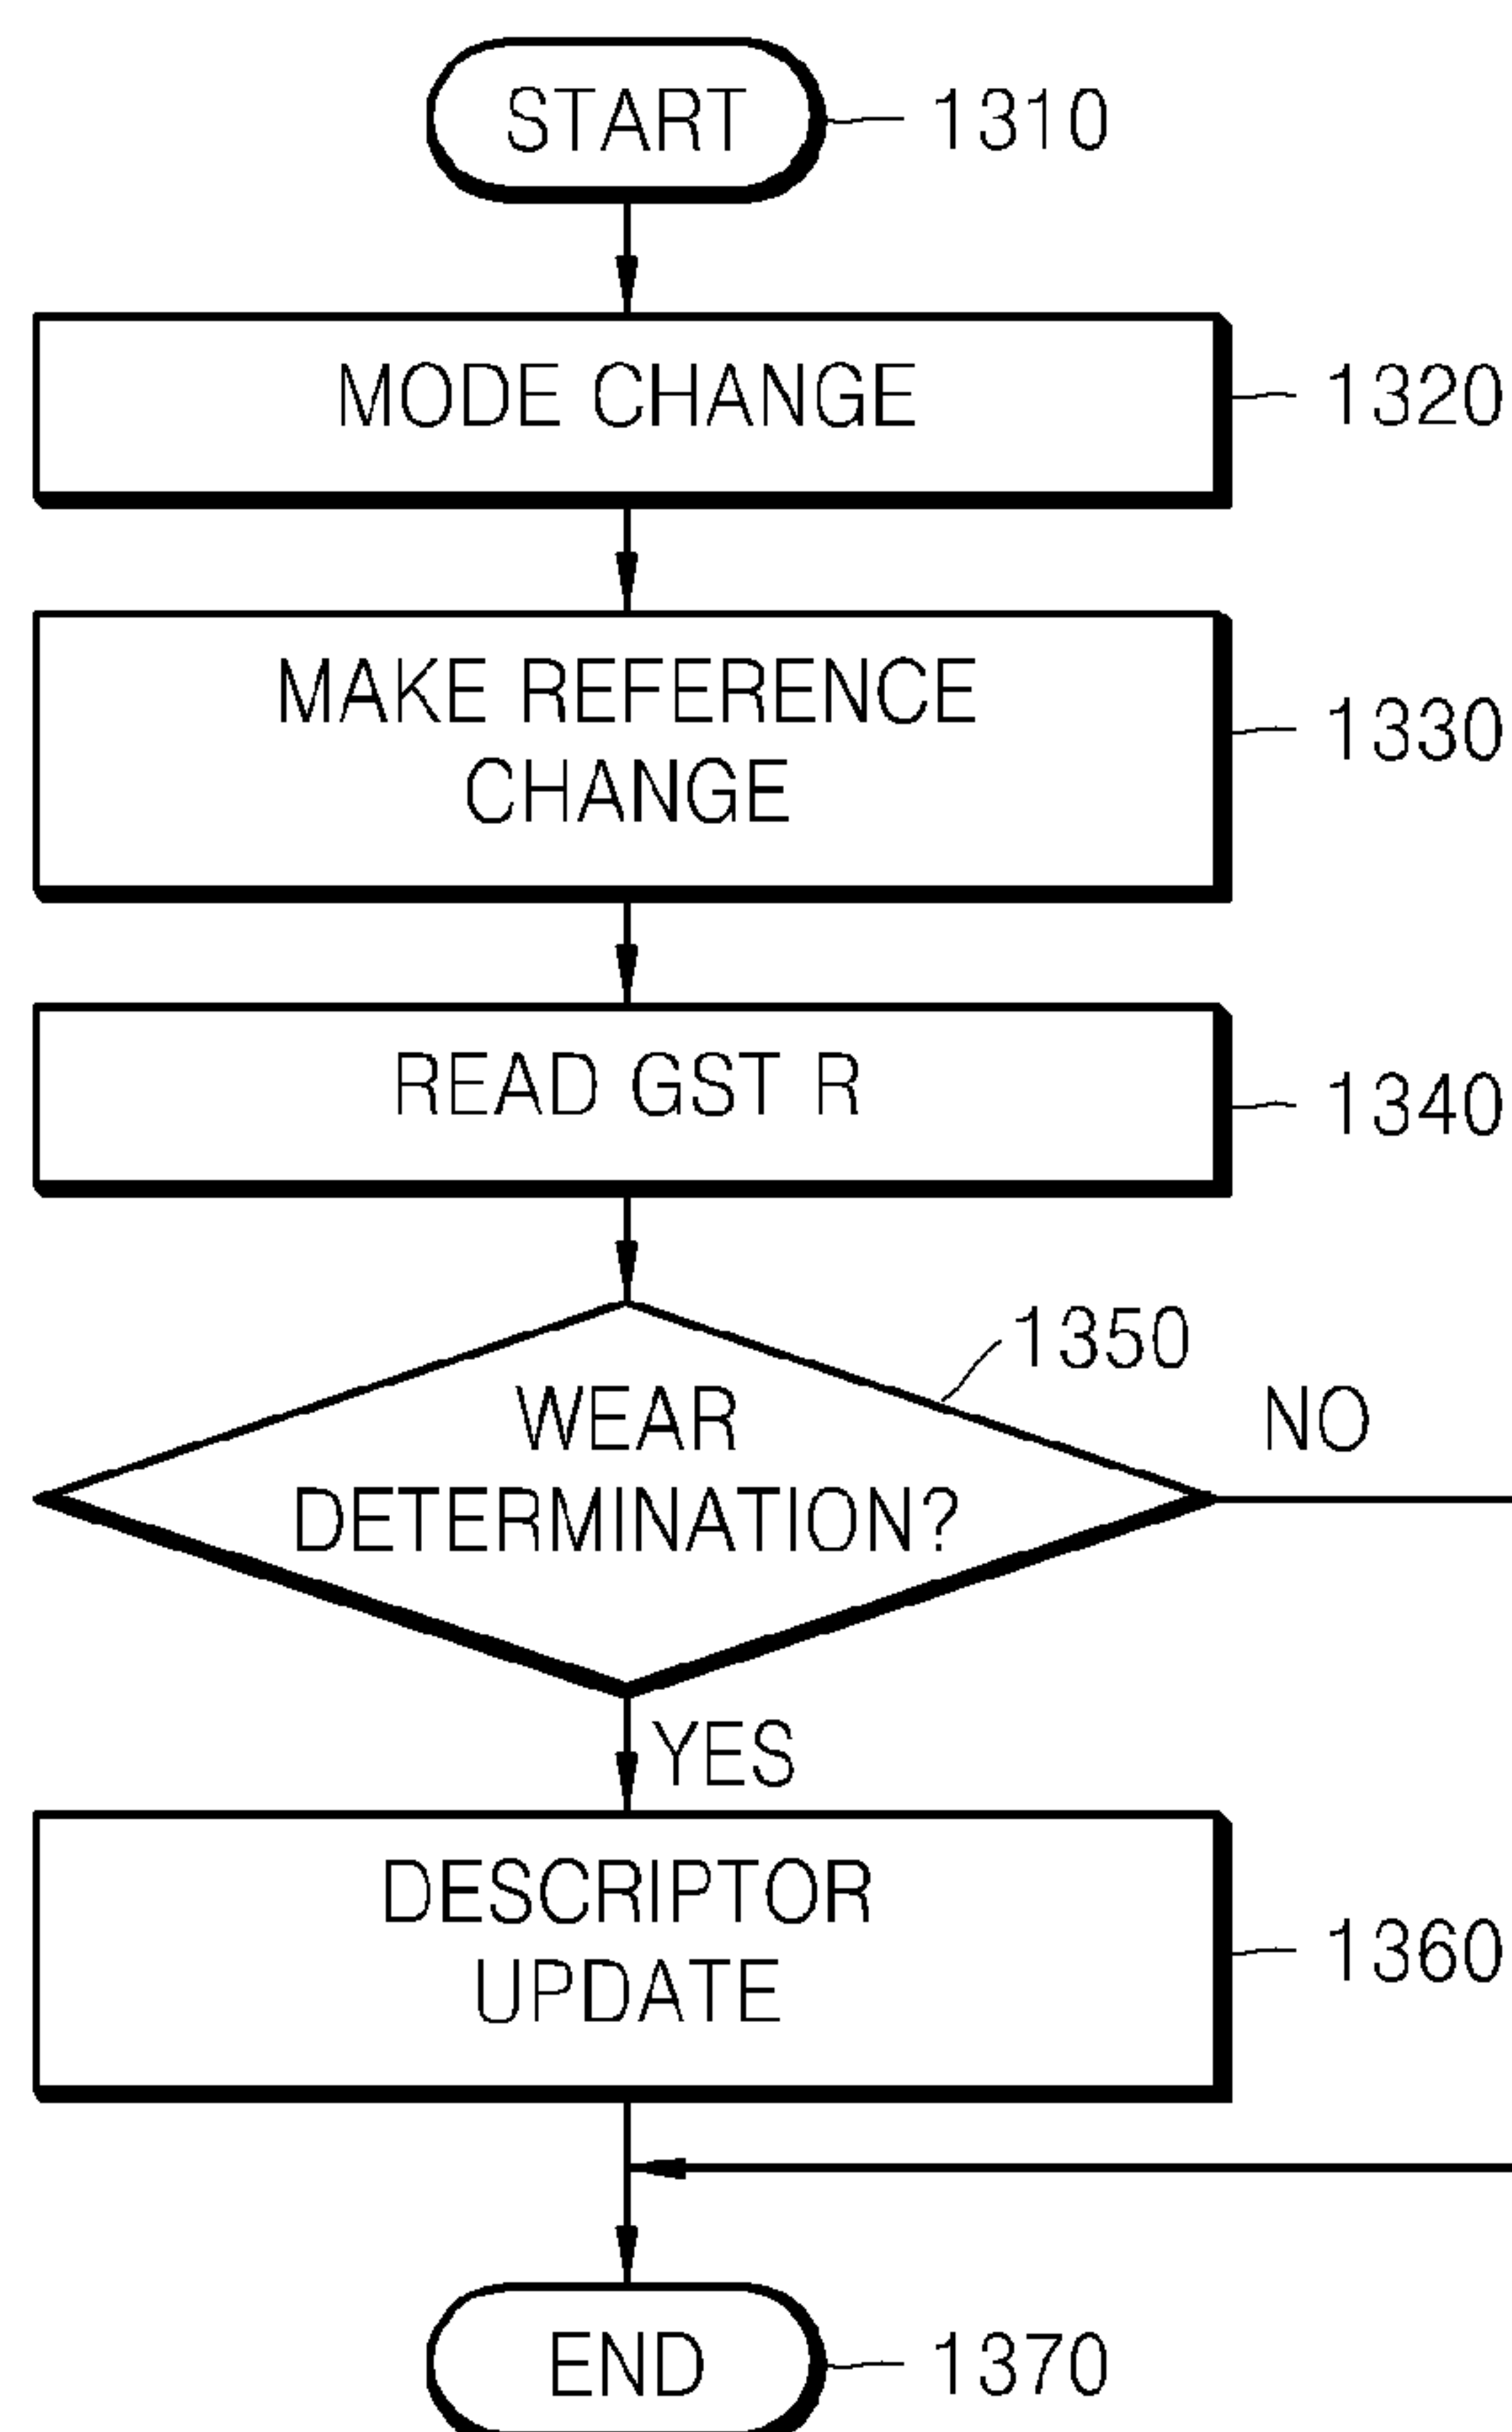 START
1310
MODE CHANGE
1320
MAKE REFERENCE
CHANGE
1330
READ GST R
1340
1350
WEAR
DETERMINATION?
NO
YES
DESCRIPTOR
UPDATE
1360
END
1370